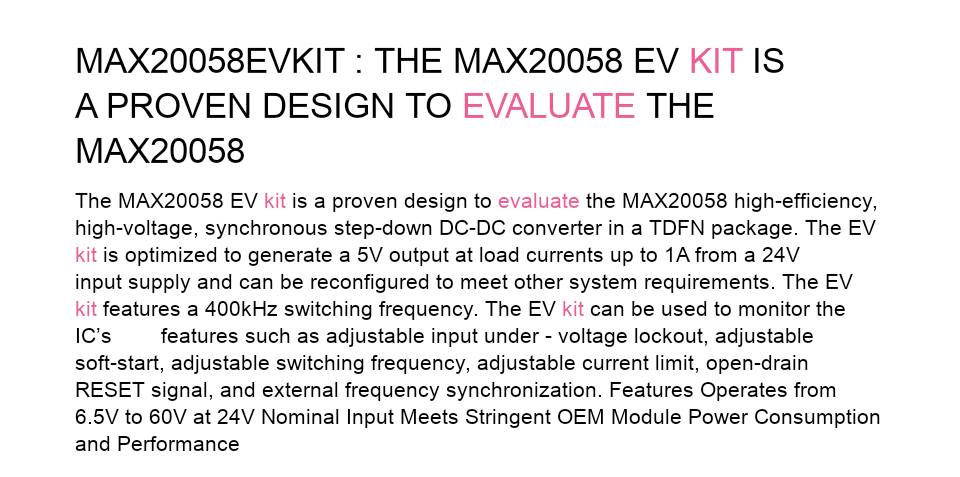 MAX20058EVKIT : THE MAX20058 EV KIT IS
A PROVEN DESIGN TO EVALUATE THE
MAX20058
The MAX20058 EV kit is a proven design to evaluate the MAX20058 high-efficiency,
high-voltage, synchronous step-down DC-DC converter in a TDFN package. The EV
kit is optimized to generate a 5V output at load currents up to 1A from a 24V
input supply and can be reconfigured to meet other system requirements. The EV
kit features a 400kHz switching frequency. The EV kit can be used to monitor the
IC’s features such as adjustable input under - voltage lockout, adjustable
soft-start, adjustable switching frequency, adjustable current limit, open-drain
RESET signal, and external frequency synchronization. Features Operates from
6.5V to 60V at 24V Nominal Input Meets Stringent OEM Module Power Consumption
and Performance